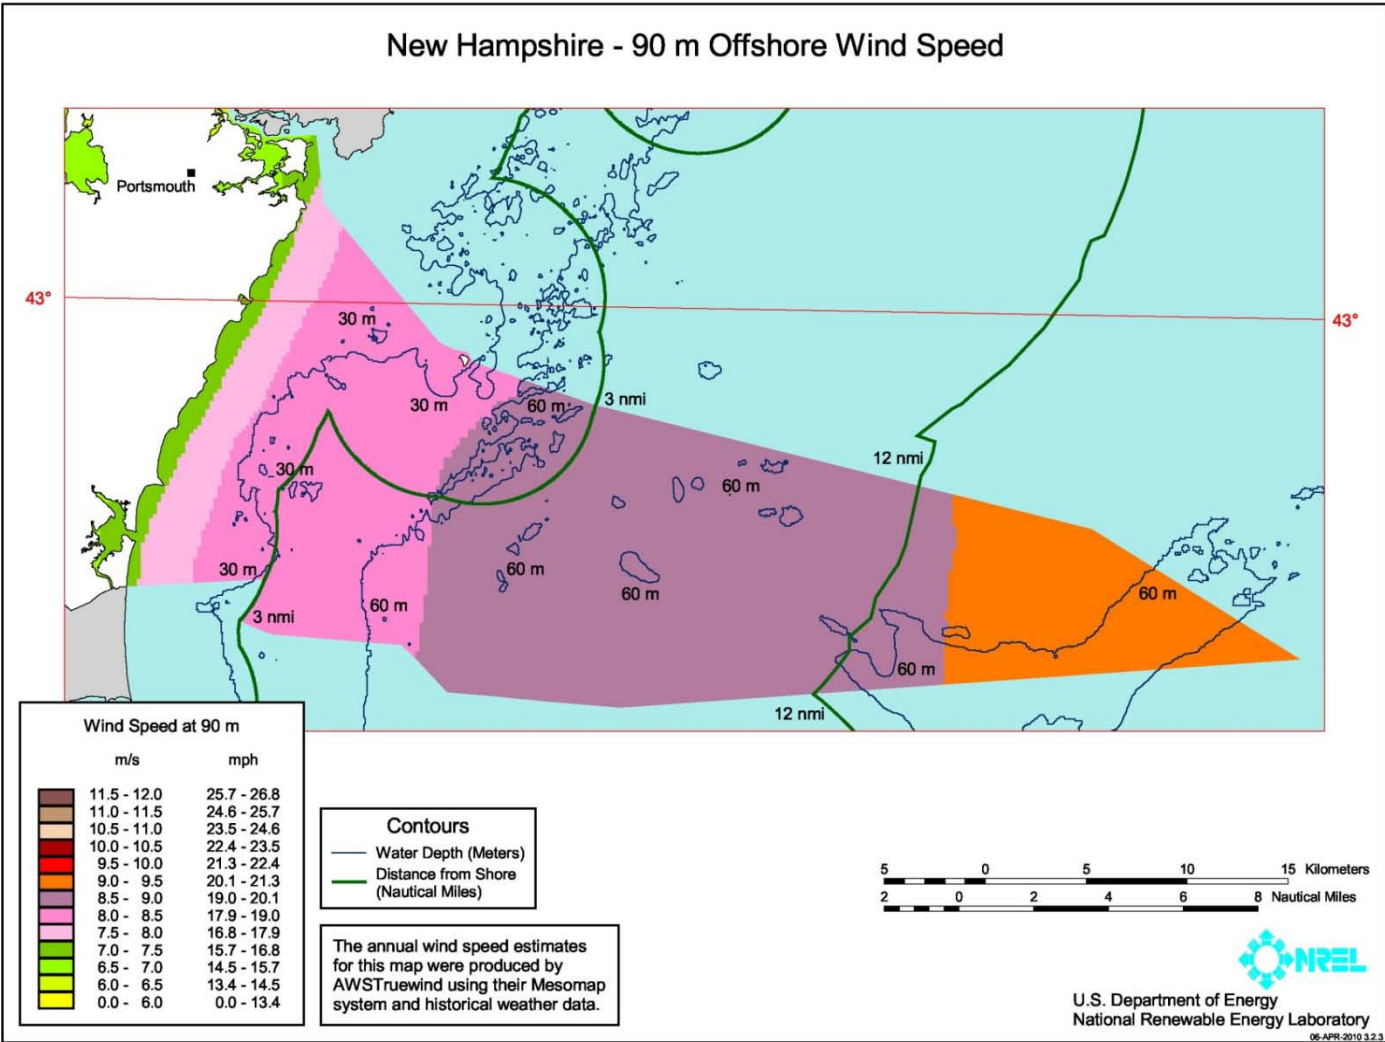 New Hampshire - 90 m Offshore Wind Speed
Portsmouth
43°
43°
30 m
30 m
60 m
3 nmi
12 nmi
30 m
60 m
30 m
60 m
60 m
60 m
60 m
3 nmi
60 m
12 nmi
Wind Speed at 90 m
m/s mph
11.5 - 12.0 25.7 - 26.8
11.0 - 11.5 24.6 - 25.7
10.5 - 11.0 23.5 - 24.6
10.0 - 10.5 22.4 - 23.5
9.5 - 10.0 21.3 - 22.4
9.0 - 9.5 20.1 - 21.3
8.5 - 9.0 19.0 - 20.1
8.0 - 8.5 17.9 - 19.0
7.5 - 8.0 16.8 - 17.9
7.0 - 7.5 15.7 - 16.8
6.5 - 7.0 14.5 - 15.7
6.0 - 6.5 13.4 - 14.5
0.0 - 6.0 0.0 - 13.4
Contours
Water Depth (Meters)
Distance from Shore
(Nautical Miles)
The annual wind speed estimates
for this map were produced by
AWSTruewind using their Mesomap
system and historical weather data.
5 0 5 10 15 Kilometers
2 0 2 4 6 8 Nautical Miles
NREL
U.S. Department of Energy
National Renewable Energy Laboratory
06-APR-2010 3.2.3